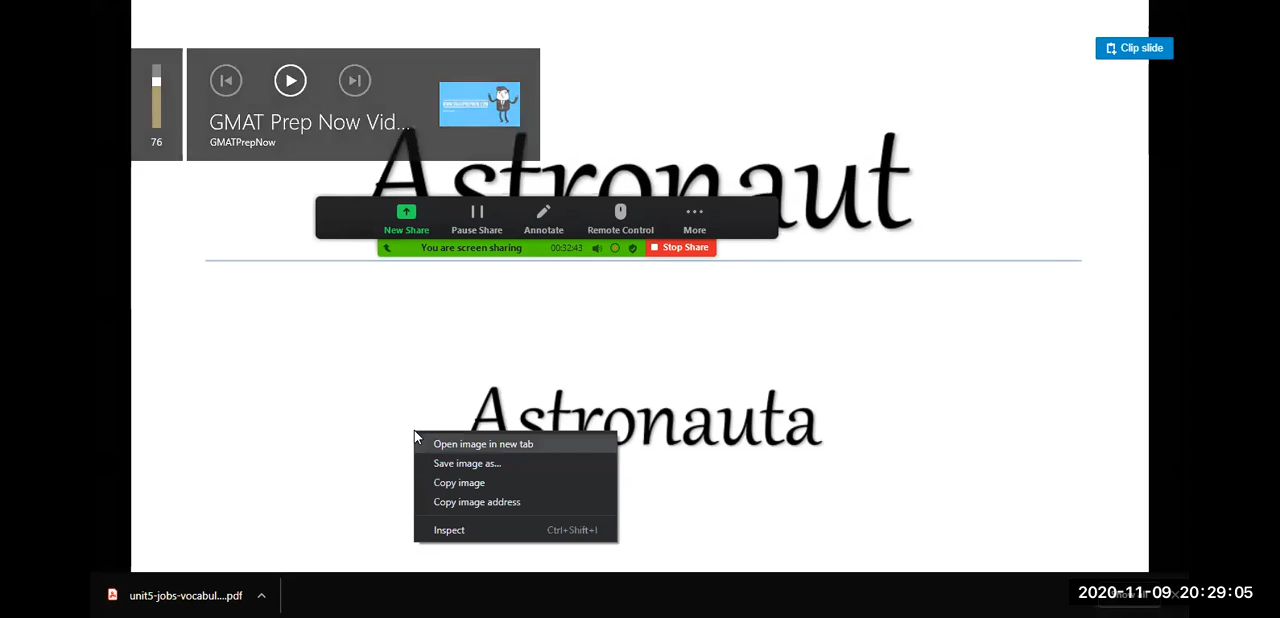 Clip slide
76
GMAT Prep Now Vid...
GMATPrepNow
Astronaut
New Share
Pause Share
Annotate
Remote Control
More
You are screen sharing
00:32:43
Stop Share
Astronauta
Open image in new tab
Save image as...
Copy image
Copy image address
Inspect Ctrl+Shift+I
unit5-jobs-vocabul....pdf
2020-11-09 20:29:05